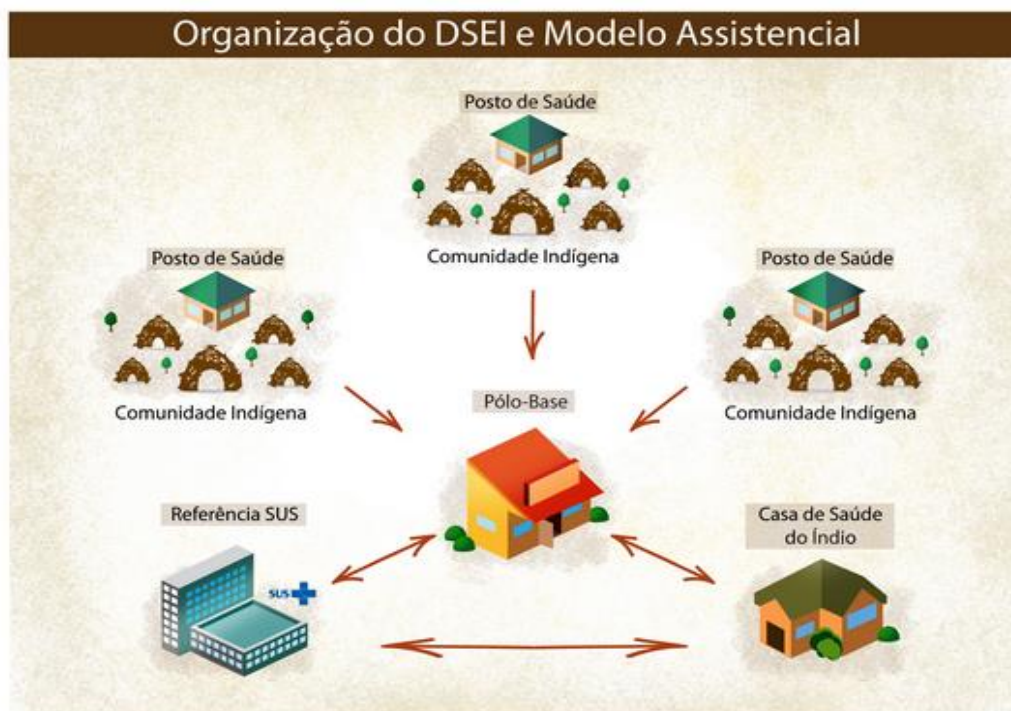 Organização do DSEI e Modelo Assistencial
Posto de Saúde
Comunidade Indígena
Posto de Saúde
Comunidade Indígena
Posto de Saúde
Comunidade Indígena
Pólo-Base
Referência SUS
SUS
Casa de Saúde
do Índio